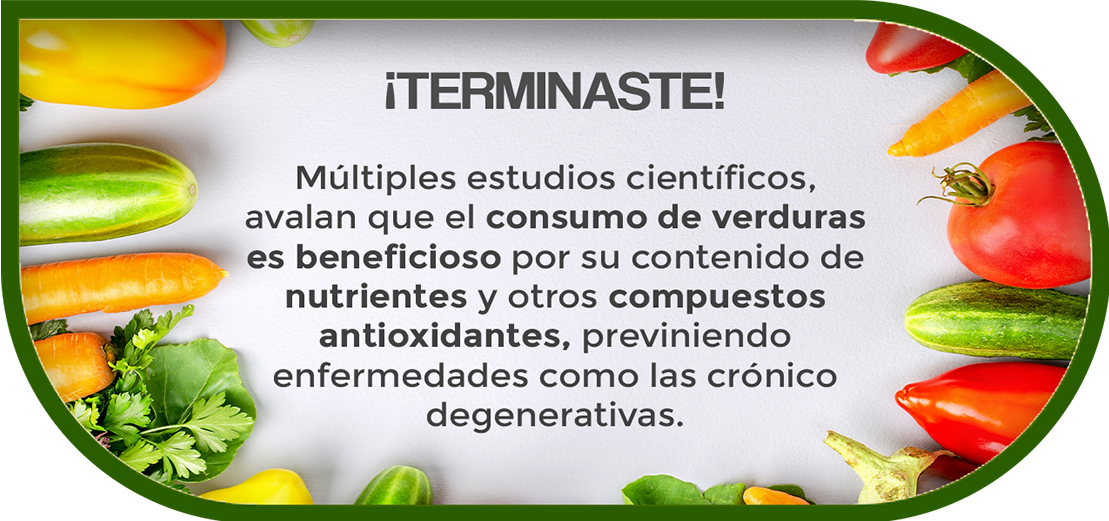 ¡TERMINASTE!
Múltiples estudios científicos,
avalan que el consumo de verduras
es beneficioso por su contenido de
nutrientes y otros compuestos
antioxidantes, previniendo
enfermedades como las crónico
degenerativas.